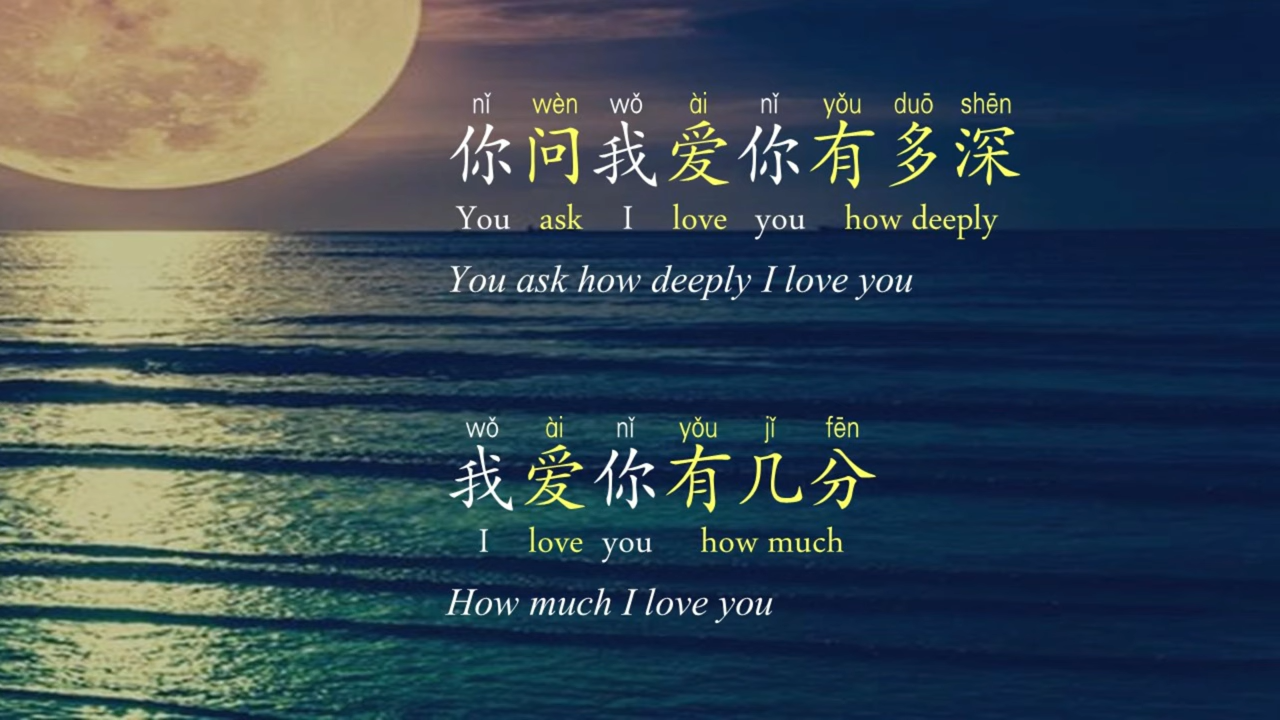 nǐ wèn wǒ ài nǐ yǒu duō shēn
你问我爱你有多深
You ask I love you how deeply
You ask how deeply I love you
wǒ ài nǐ yǒu jǐ fēn
我爱你有几分
I love you how much
How much I love you